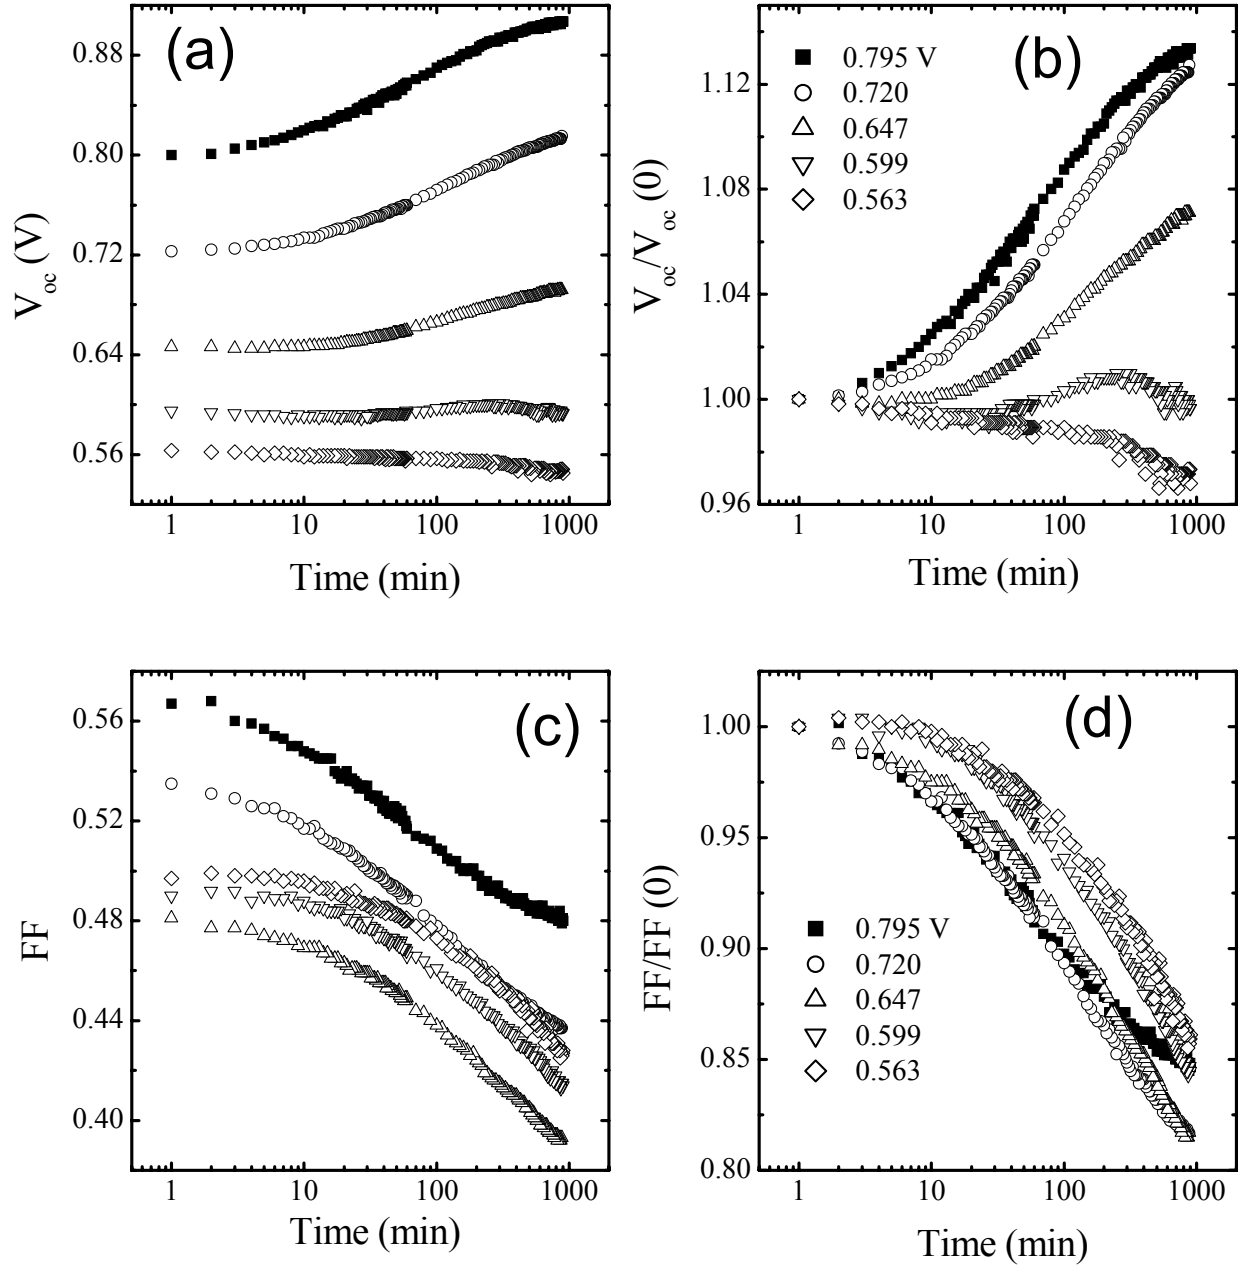 (a)
0.88
0.80
0.72
0.64
0.56
V_oc (V)
1 10 100 1000
Time (min)
(b)
0.795 V
0.720
0.647
0.599
0.563
1.12
1.08
1.04
1.00
0.96
V_oc/V_oc (0)
1 10 100 1000
Time (min)
(c)
0.56
0.52
0.48
0.44
0.40
FF
1 10 100 1000
Time (min)
(d)
1.00
0.95
0.90
0.85
0.80
FF/FF (0)
0.795 V
0.720
0.647
0.599
0.563
1 10 100 1000
Time (min)